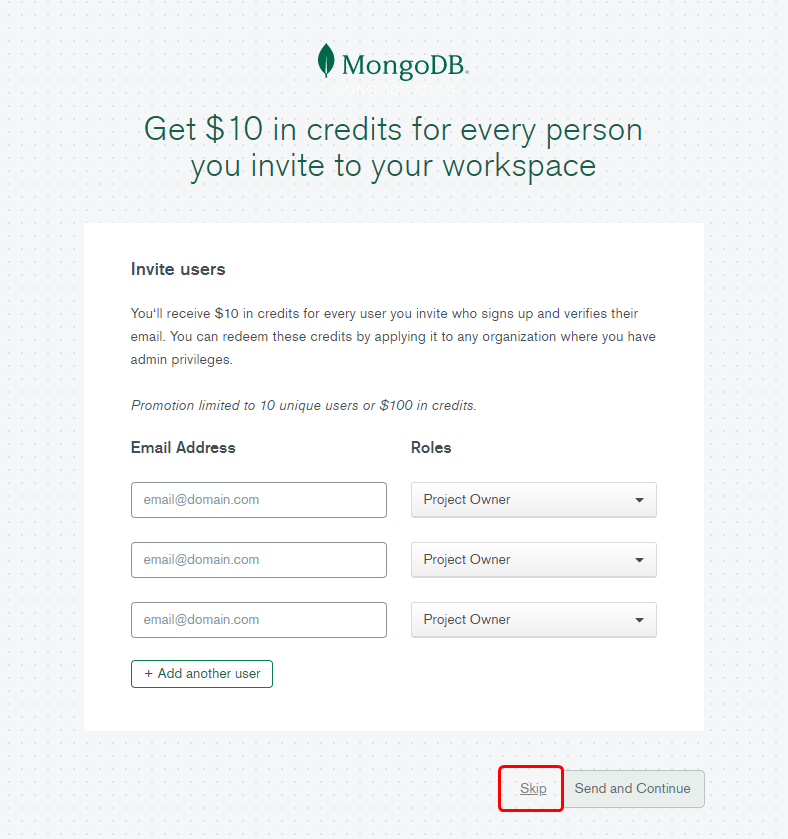 MongoDB.
Get $10 in credits for every person
you invite to your workspace
Invite users
You'll receive $10 in credits for every user you invite who signs up and verifies their
email. You can redeem these credits by applying it to any organization where you have
admin privileges.
Promotion limited to 10 unique users or $100 in credits.
Email Address Roles
email@domain.com Project Owner
email@domain.com Project Owner
email@domain.com Project Owner
+ Add another user
Skip Send and Continue